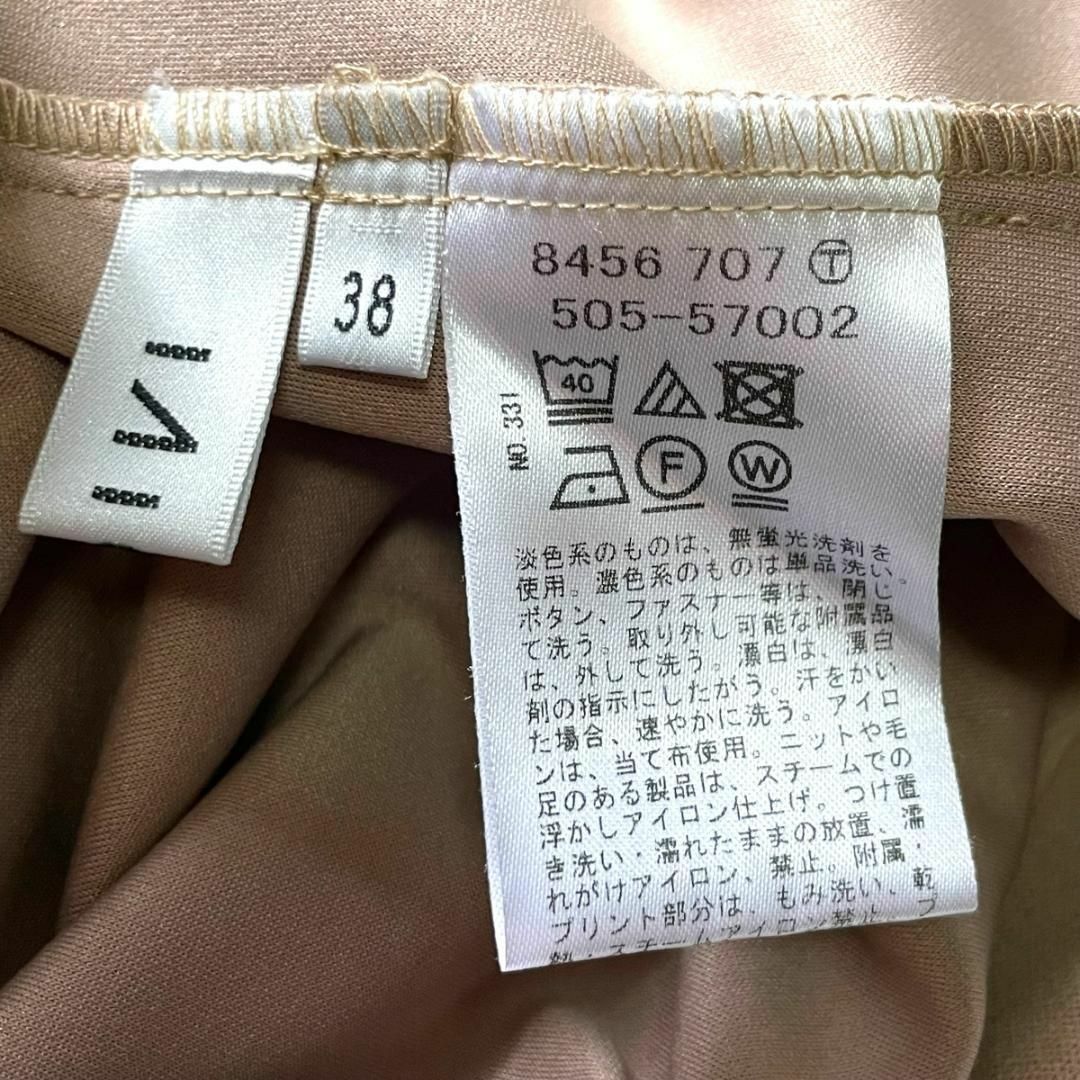 38
8456 707 Ⓣ
505-57002
NO. 331
40
F
W
淡色系のものは、無蛍光洗剤を
使用。濃色系のものは単品洗い。
ボタン、ファスナー等は、閉じ
て洗う。取り外し可能な附属品
は、外して洗う。漂白は、漂白
剤の指示にしたがう。汗をかい
た場合、速やかに洗う。アイロ
ンは、当て布使用。ニットや毛
足のある製品は、スチームでの
浮かしアイロン仕上げ。つけ置
き洗い・濡れたままの放置、濡
れがけアイロン、禁止。附属・
プリント部分は、もみ洗い、乾